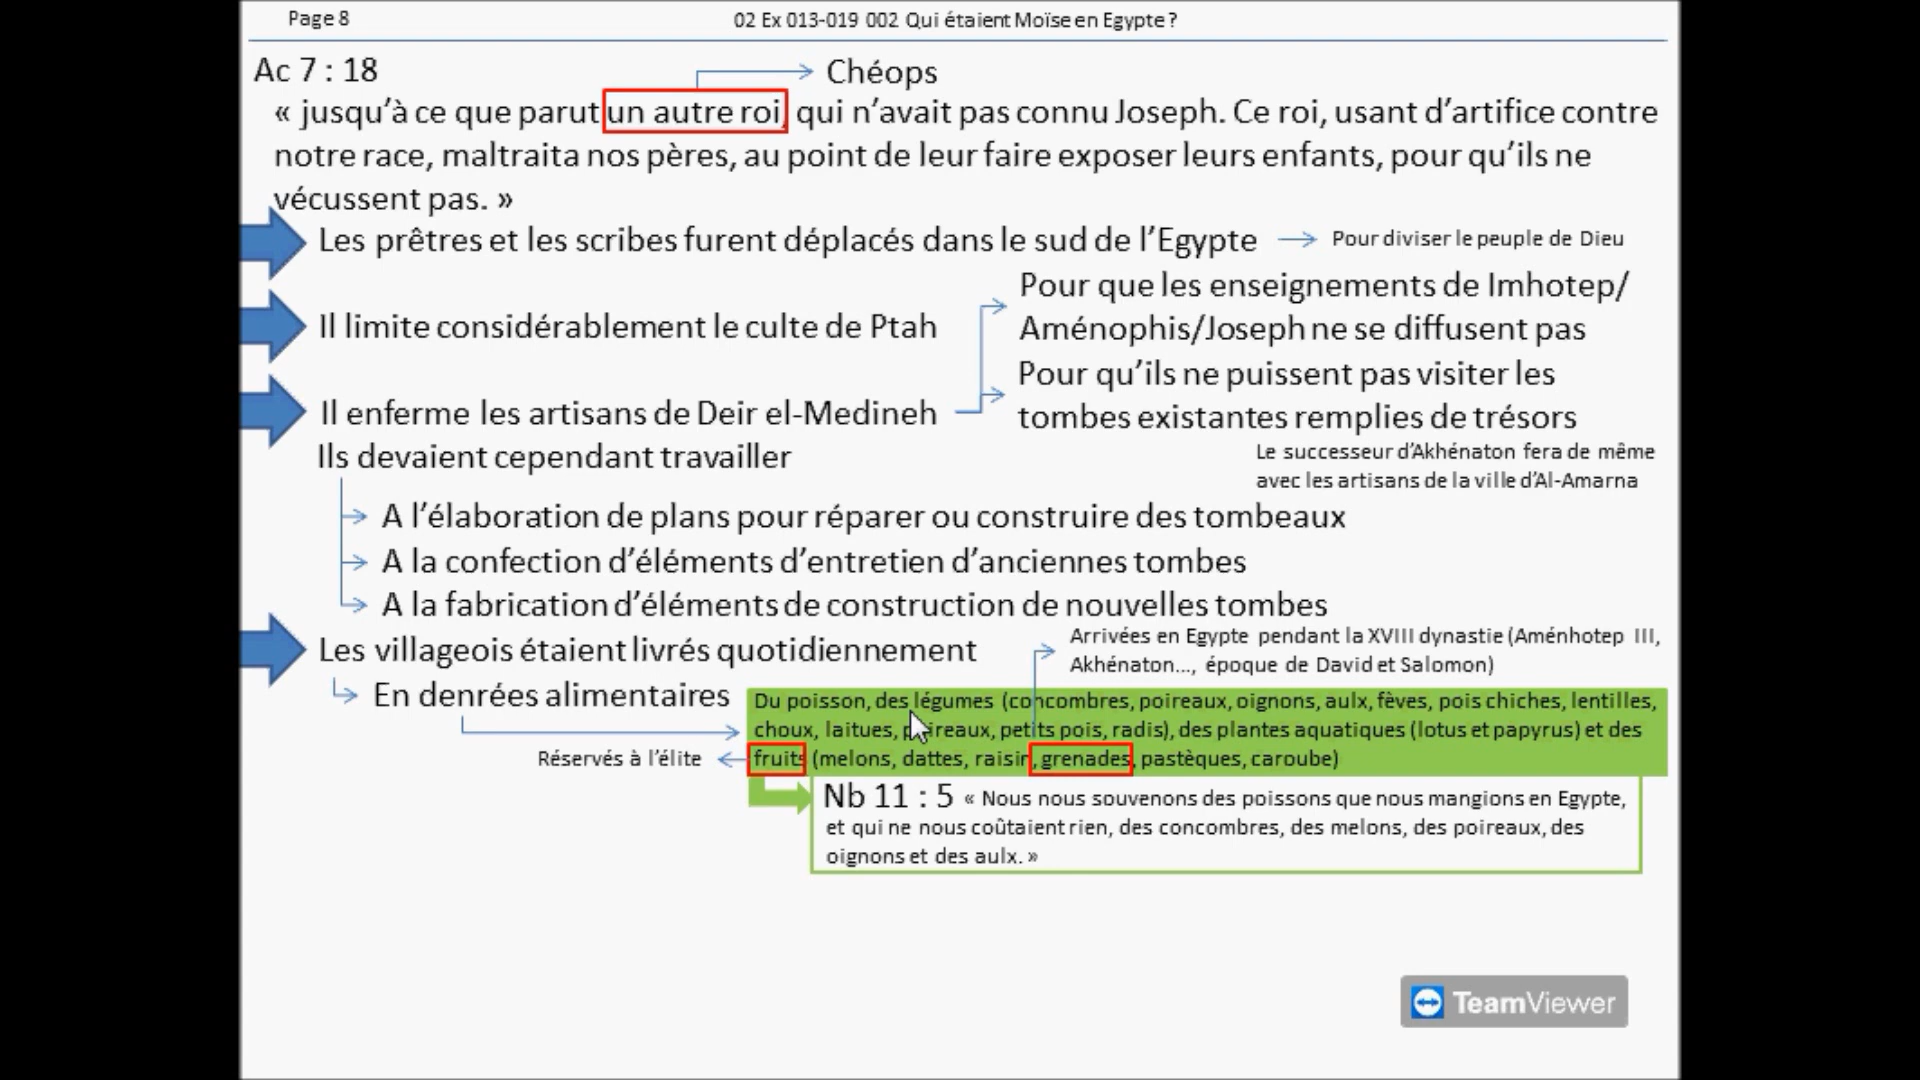 Page 8
02 Ex 013-019 002 Qui étaient Moïse en Egypte ?
Ac 7 : 18
Chéops
« jusqu’à ce que parut un autre roi, qui n’avait pas connu Joseph. Ce roi, usant d’artifice contre
notre race, maltraita nos pères, au point de leur faire exposer leurs enfants, pour qu’ils ne
vécussent pas. »
Les prêtres et les scribes furent déplacés dans le sud de l’Egypte
Pour diviser le peuple de Dieu
Il limite considérablement le culte de Ptah
Pour que les enseignements de Imhotep/
Aménophis/Joseph ne se diffusent pas
Il enferme les artisans de Deir el-Medineh
Pour qu’ils ne puissent pas visiter les
tombes existantes remplies de trésors
Ils devaient cependant travailler
Le successeur d’Akhénaton fera de même
avec les artisans de la ville d’Al-Amarna
A l’élaboration de plans pour réparer ou construire des tombeaux
A la confection d’éléments d’entretien d’anciennes tombes
A la fabrication d’éléments de construction de nouvelles tombes
Les villageois étaient livrés quotidiennement
Arrivées en Egypte pendant la XVIII dynastie (Aménhotep III,
Akhénaton…, époque de David et Salomon)
En denrées alimentaires
Du poisson, des légumes (concombres, poireaux, oignons, aulx, fèves, pois chiches, lentilles,
choux, laitues, poireaux, petits pois, radis), des plantes aquatiques (lotus et papyrus) et des
fruits (melons, dattes, raisin, grenades, pastèques, caroube)
Réservés à l’élite
Nb 11 : 5 « Nous nous souvenons des poissons que nous mangions en Egypte,
et qui ne nous coûtaient rien, des concombres, des melons, des poireaux, des
oignons et des aulx. »
TeamViewer